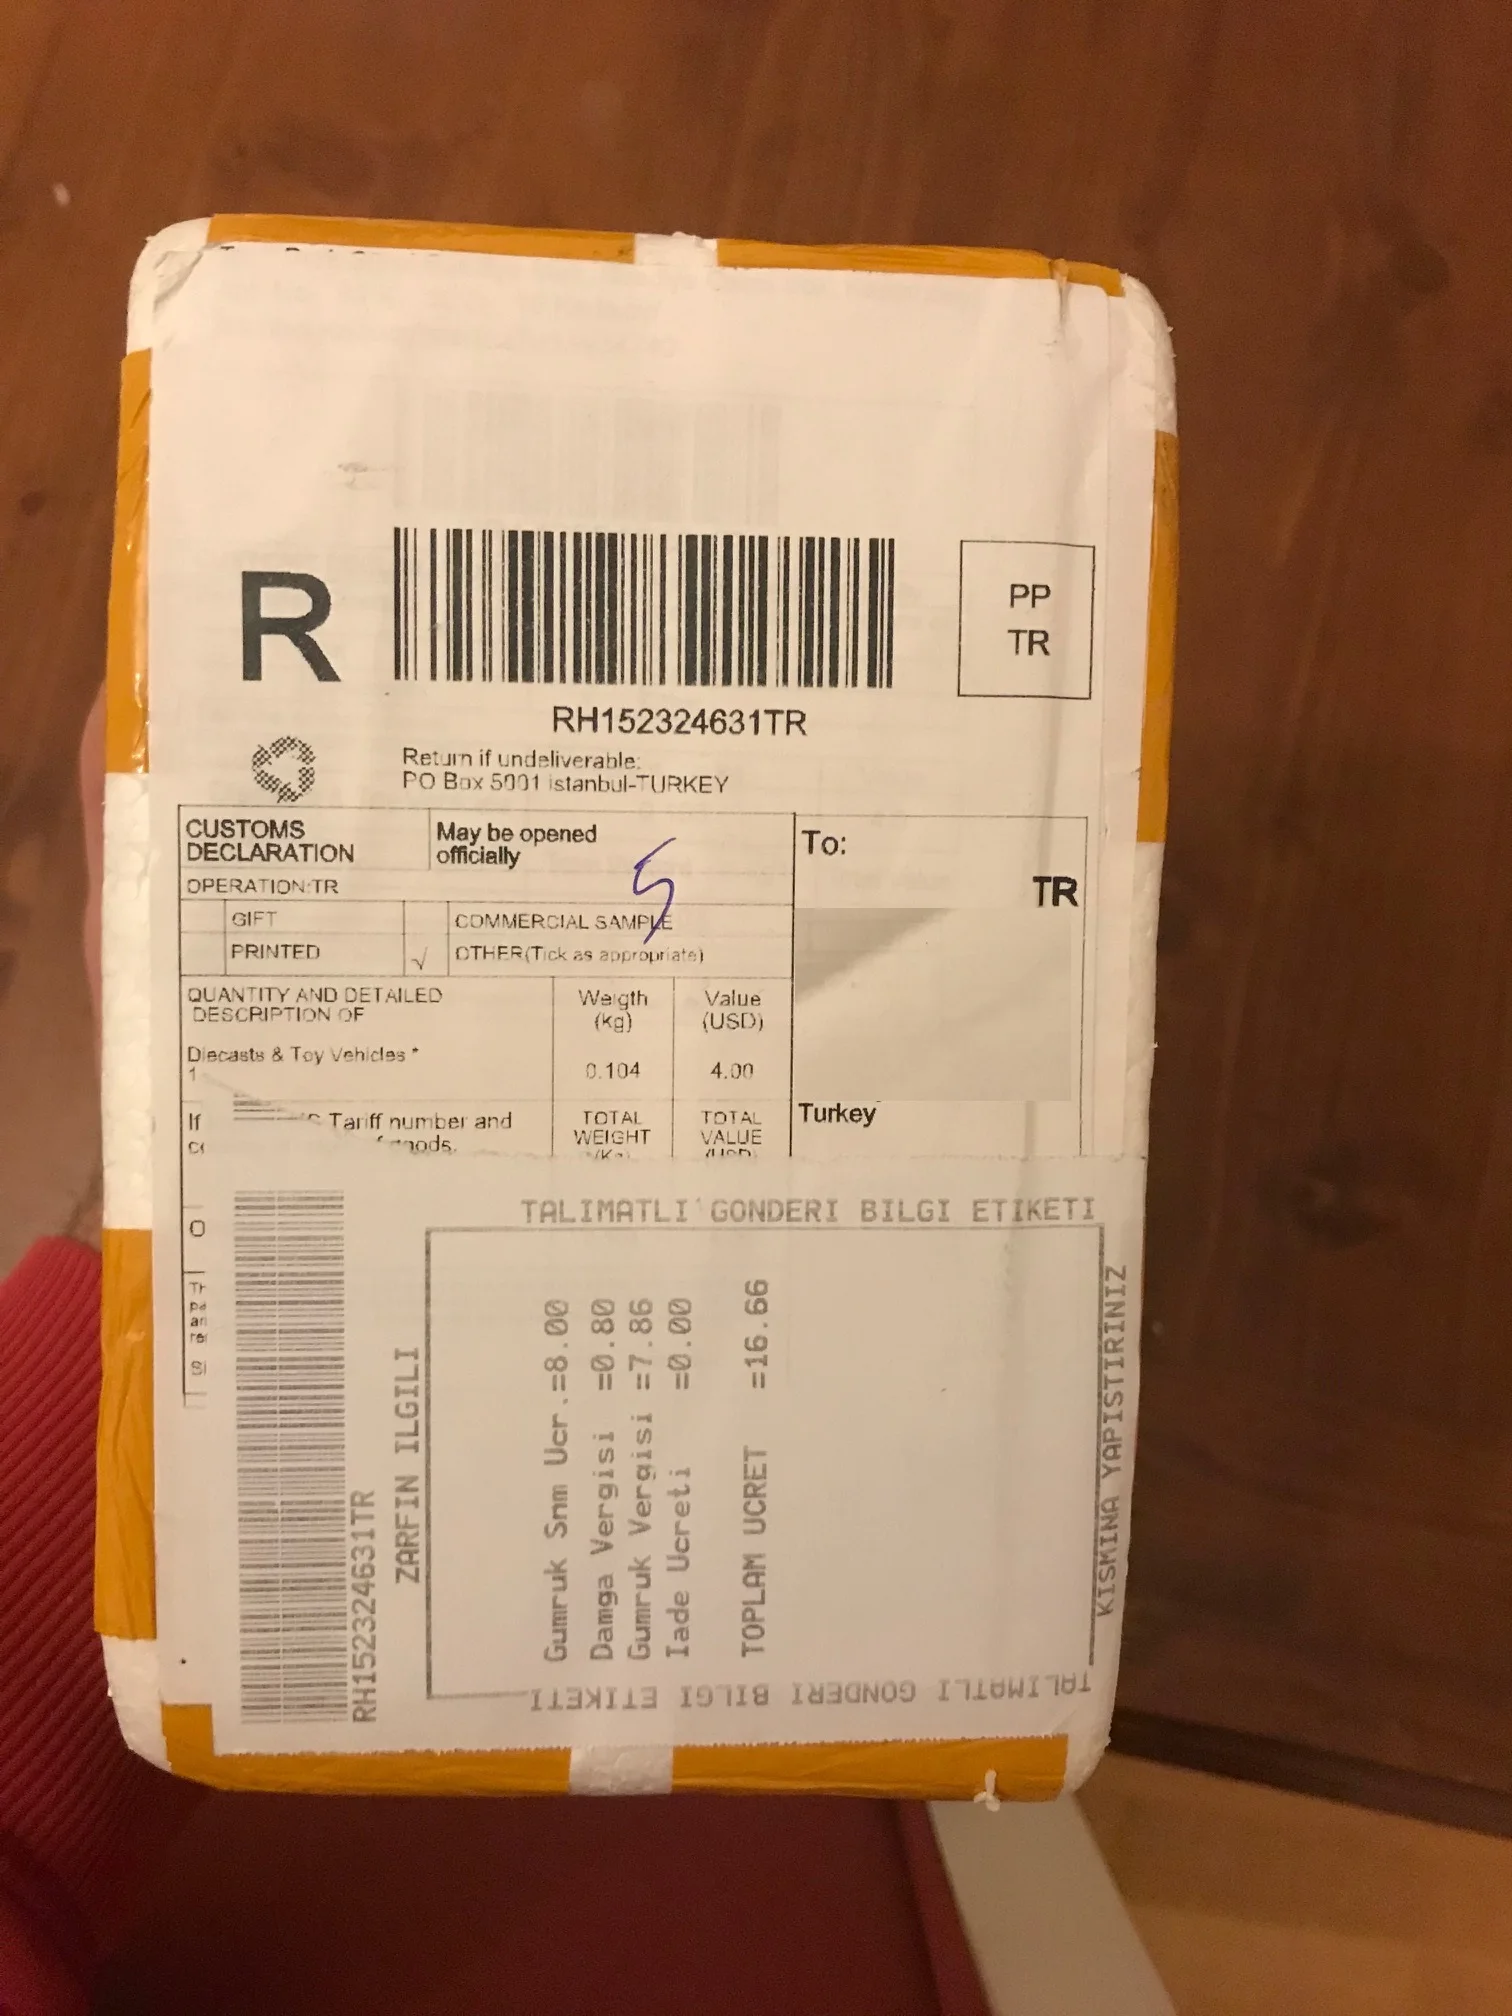 R
RH152324631TR
PP
TR
Return if undeliverable:
PO Box 5001 istanbul-TURKEY
CUSTOMS
DECLARATION
May be opened
officially
5
OPERATION:TR
GIFT
COMMERCIAL SAMPLE
PRINTED
√
OTHER(Tick as appropriate)
QUANTITY AND DETAILED
DESCRIPTION OF
Weigth
(kg)
Value
(USD)
Diecasts & Toy Vehicles *
1
0.104
4.00
If
Tariff number and
goods.
TOTAL
WEIGHT
TOTAL
VALUE
To:
TR
Turkey
TALIMATLI GONDERI BILGI ETIKETI
RH152324631TR
ZARFIN ILGILI
Gumruk Snm Ucr.=8.00
Damga Vergisi =0.80
Gumruk Vergisi =7.86
Iade Ucreti =0.00
TOPLAM UCRET =16.66
KISMINA YAPISTIRINIZ
TALIMATLI GONDERI BILGI ETIKETI